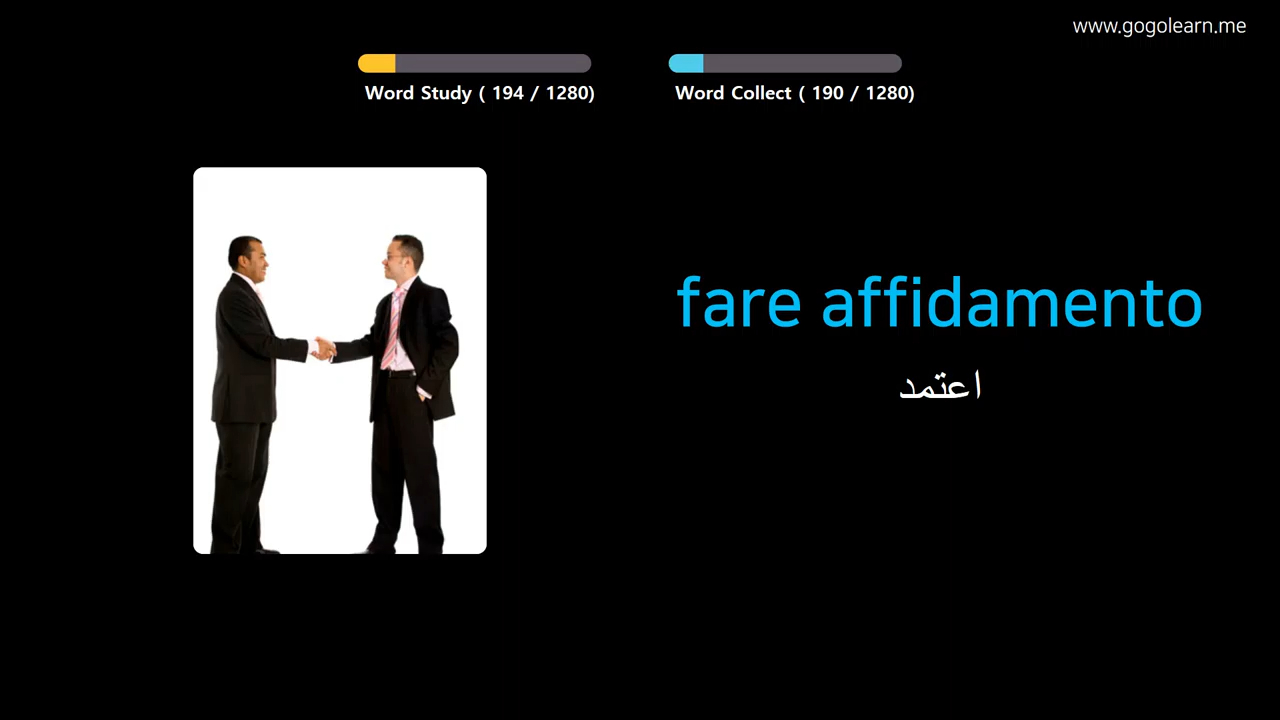 www.gogolearn.me
Word Study ( 194 / 1280)
Word Collect ( 190 / 1280)
fare affidamento
اعتمد